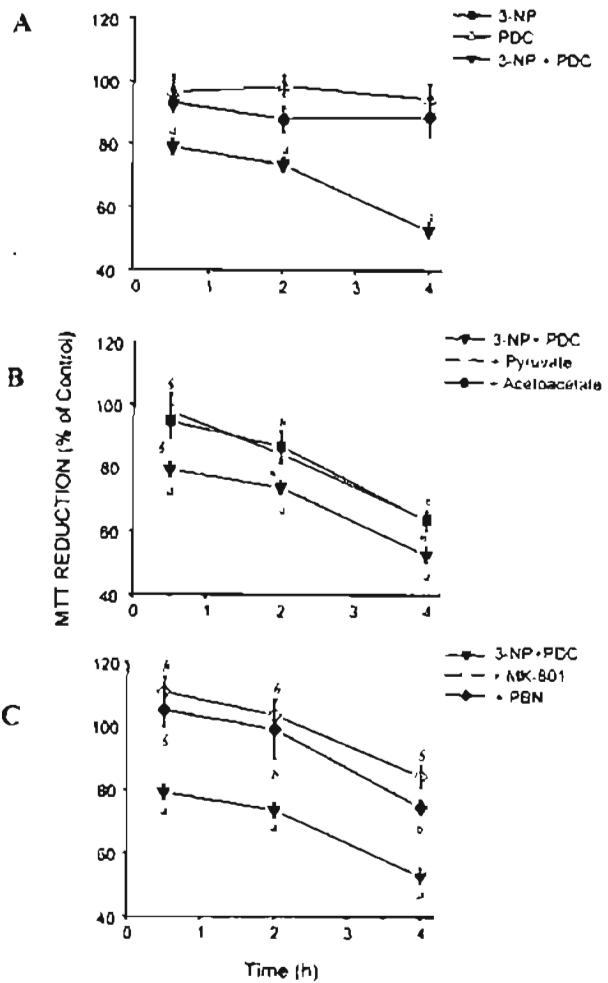 A
3-NP
PDC
3-NP + PDC
120
100
80
60
40
0 1 2 3 4
B
3-NP + PDC
+ Pyruvate
+ Acetoacetate
120
100
80
60
40
0 1 2 3 4
MTT REDUCTION (% of Control)
C
3-NP+PDC
+ MK-801
+ PBN
120
100
80
60
40
0 1 2 3 4
Time (h)